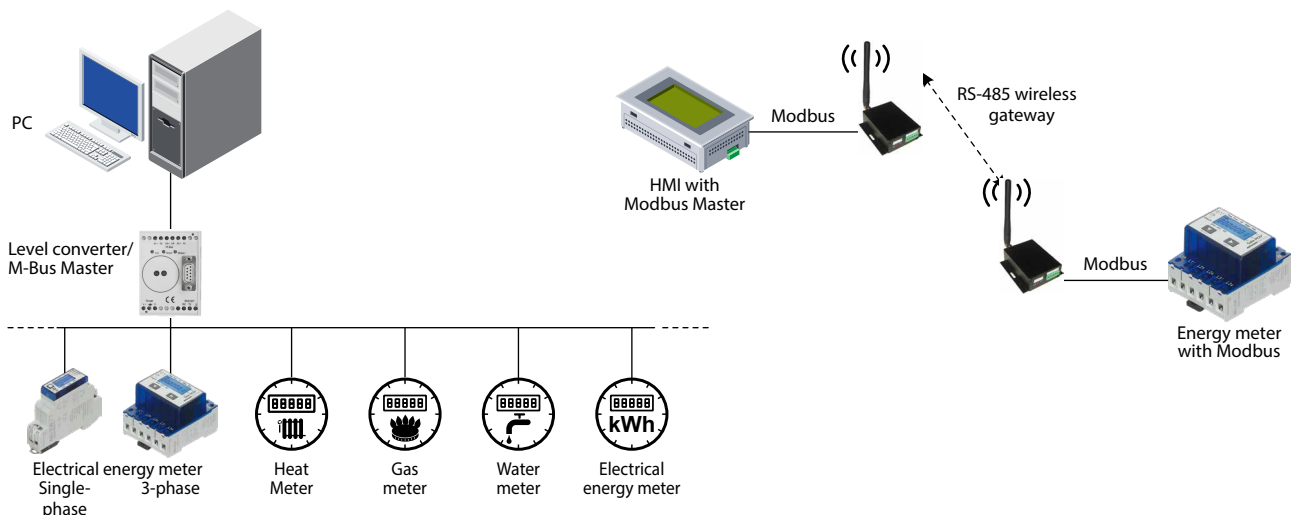 PC
Level converter/
M-Bus Master
Electrical energy meter
Single-
phase
3-phase
Heat
Meter
Gas
meter
Water
meter
kWh
Electrical
energy meter
Modbus
RS-485 wireless
gateway
HMI with
Modbus Master
Modbus
Energy meter
with Modbus